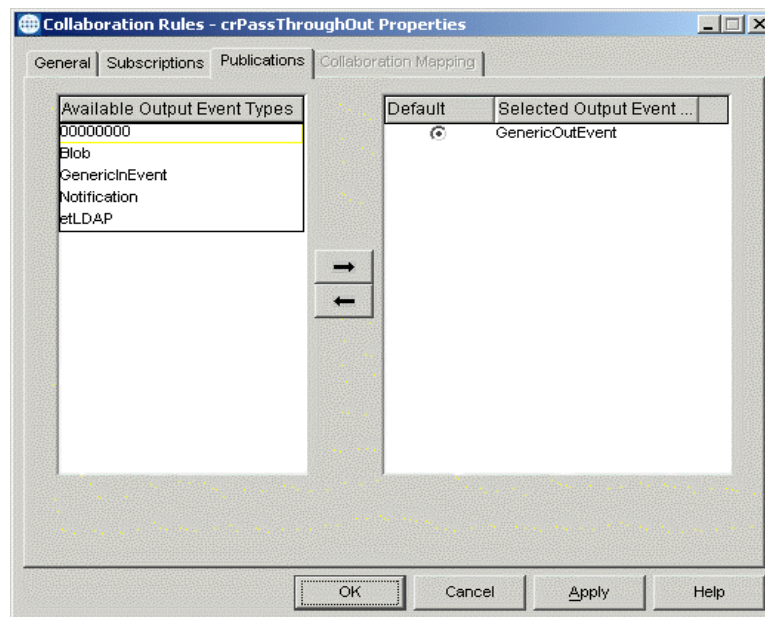 Collaboration Rules - crPassThroughOut Properties
General Subscriptions Publications Collaboration Mapping
Available Output Event Types
00000000
Blob
GenericInEvent
Notification
etLDAP
Default Selected Output Event ...
GenericOutEvent
OK Cancel Apply Help